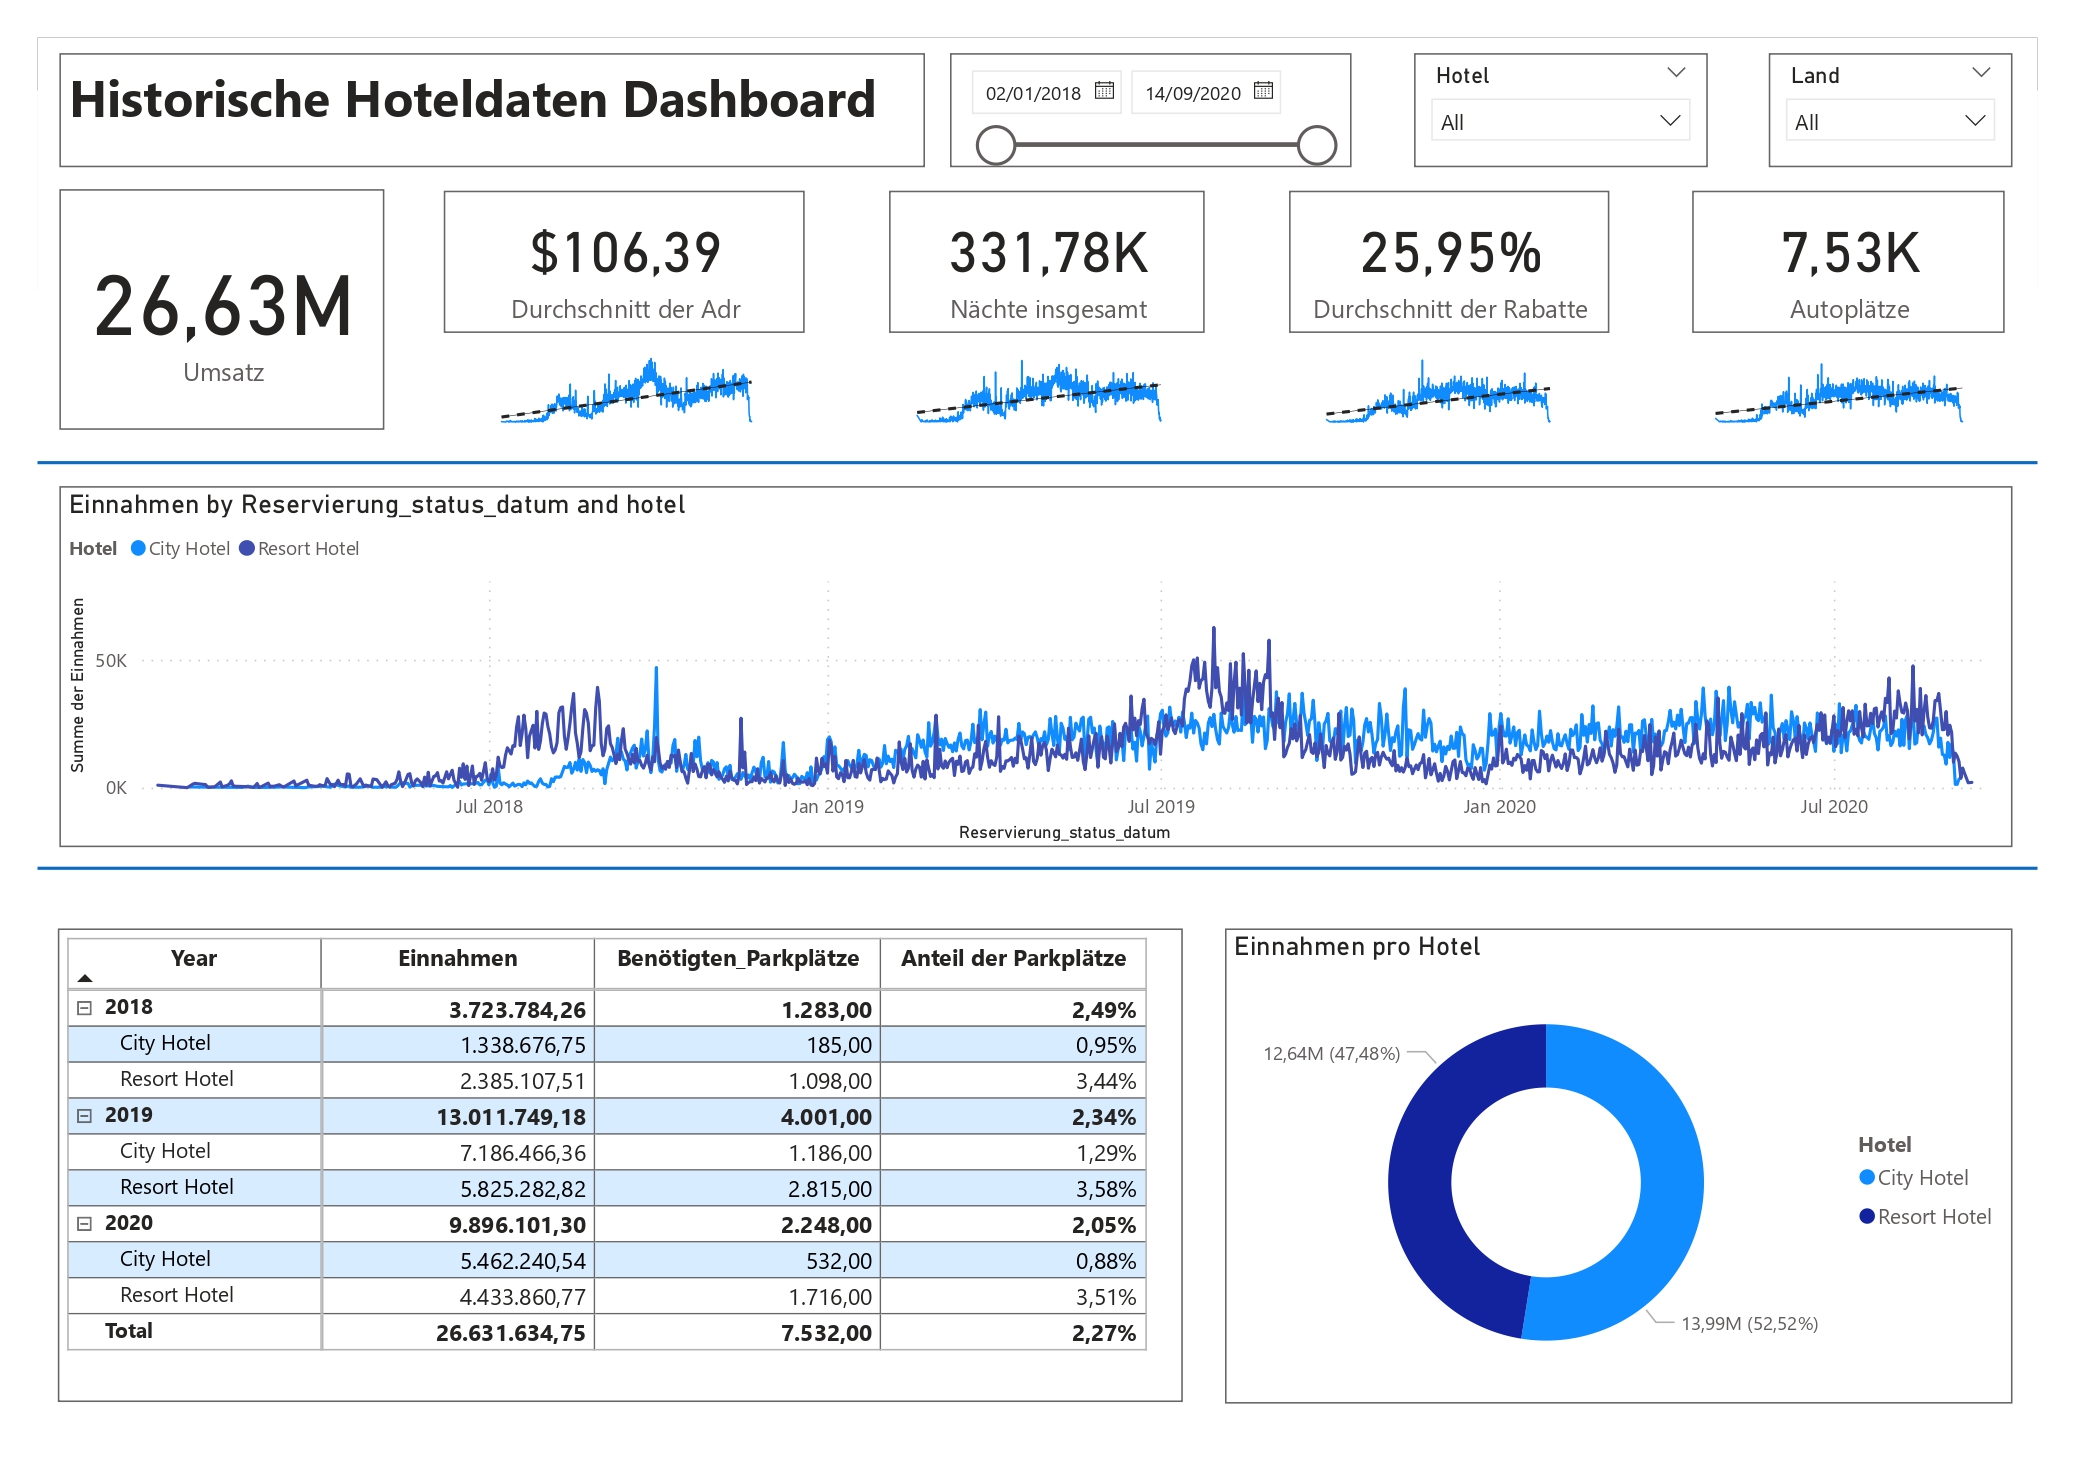 Historische Hoteldaten Dashboard
02/01/2018
14/09/2020
Hotel
All
Land
All
26,63M
Umsatz
$106,39
Durchschnitt der Adr
331,78K
Nächte insgesamt
25,95%
Durchschnitt der Rabatte
7,53K
Autoplätze
Einnahmen by Reservierung_status_datum and hotel
Hotel City Hotel Resort Hotel
Summe der Einnahmen
50K
0K
Jul 2018 Jan 2019 Jul 2019 Jan 2020 Jul 2020
Reservierung_status_datum
Year Einnahmen Benötigten_Parkplätze Anteil der Parkplätze
2018 3.723.784,26 1.283,00 2,49%
City Hotel 1.338.676,75 185,00 0,95%
Resort Hotel 2.385.107,51 1.098,00 3,44%
2019 13.011.749,18 4.001,00 2,34%
City Hotel 7.186.466,36 1.186,00 1,29%
Resort Hotel 5.825.282,82 2.815,00 3,58%
2020 9.896.101,30 2.248,00 2,05%
City Hotel 5.462.240,54 532,00 0,88%
Resort Hotel 4.433.860,77 1.716,00 3,51%
Total 26.631.634,75 7.532,00 2,27%
Einnahmen pro Hotel
12,64M (47,48%)
13,99M (52,52%)
Hotel
City Hotel
Resort Hotel